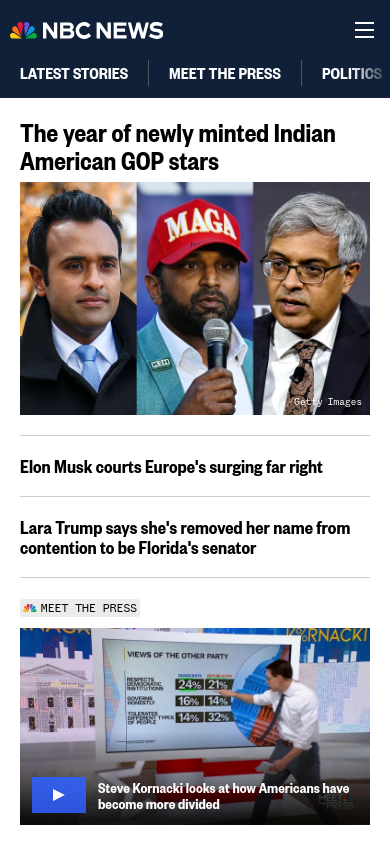 NBC NEWS
LATEST STORIES
MEET THE PRESS
POLITICS
The year of newly minted Indian
American GOP stars
MAGA
Getty Images
Elon Musk courts Europe's surging far right
Lara Trump says she's removed her name from
contention to be Florida's senator
MEET THE PRESS
KORNACKI
VIEWS OF THE OTHER PARTY
DEMOCRATS REPUBLICANS
RESPECTS
DEMOCRATIC
INSTITUTIONS
24% 21%
GOVERNS
HONESTLY
16% 14%
TOLERATES
DIFFERENT TYPES
OF PEOPLE
14% 32%
Steve Kornacki looks at how Americans have
become more divided
MEET
THE PRESS